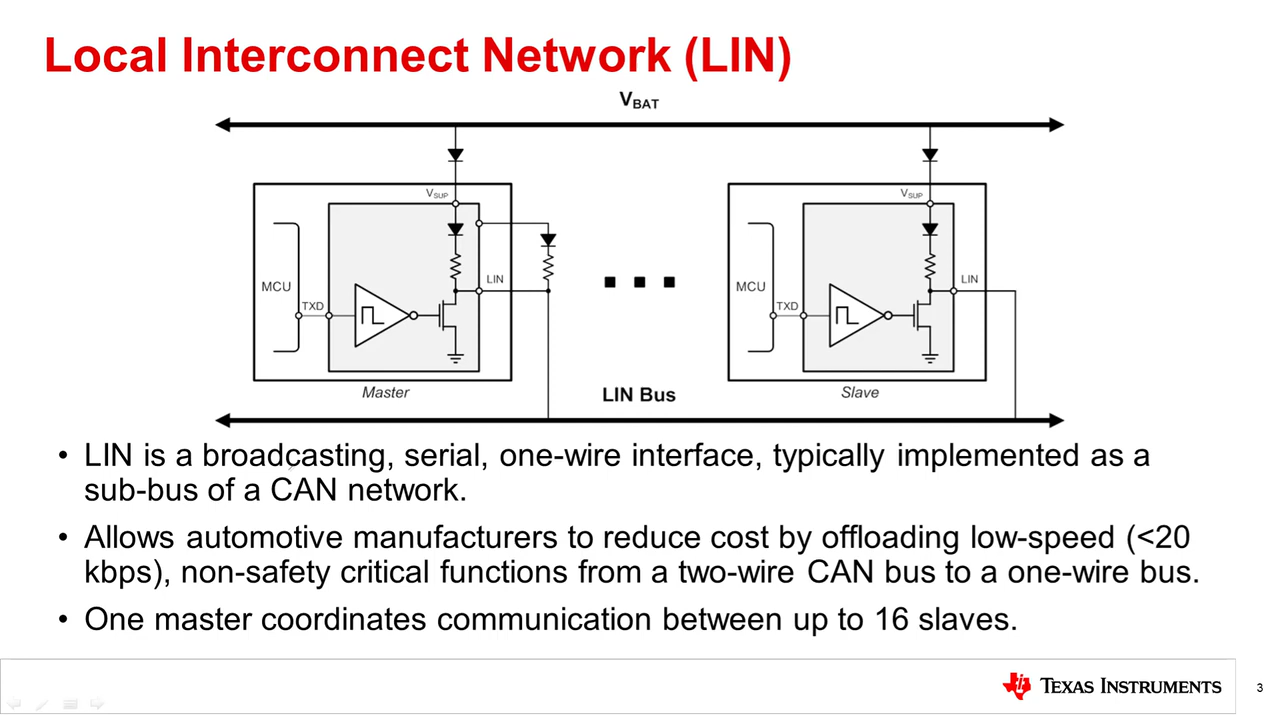 Local Interconnect Network (LIN)
VBAT
VSUP
VSUP
MCU
TXD
LIN
MCU
TXD
LIN
Master
LIN Bus
Slave
• LIN is a broadcasting, serial, one-wire interface, typically implemented as a
sub-bus of a CAN network.
• Allows automotive manufacturers to reduce cost by offloading low-speed (<20
kbps), non-safety critical functions from a two-wire CAN bus to a one-wire bus.
• One master coordinates communication between up to 16 slaves.
TEXAS INSTRUMENTS
3